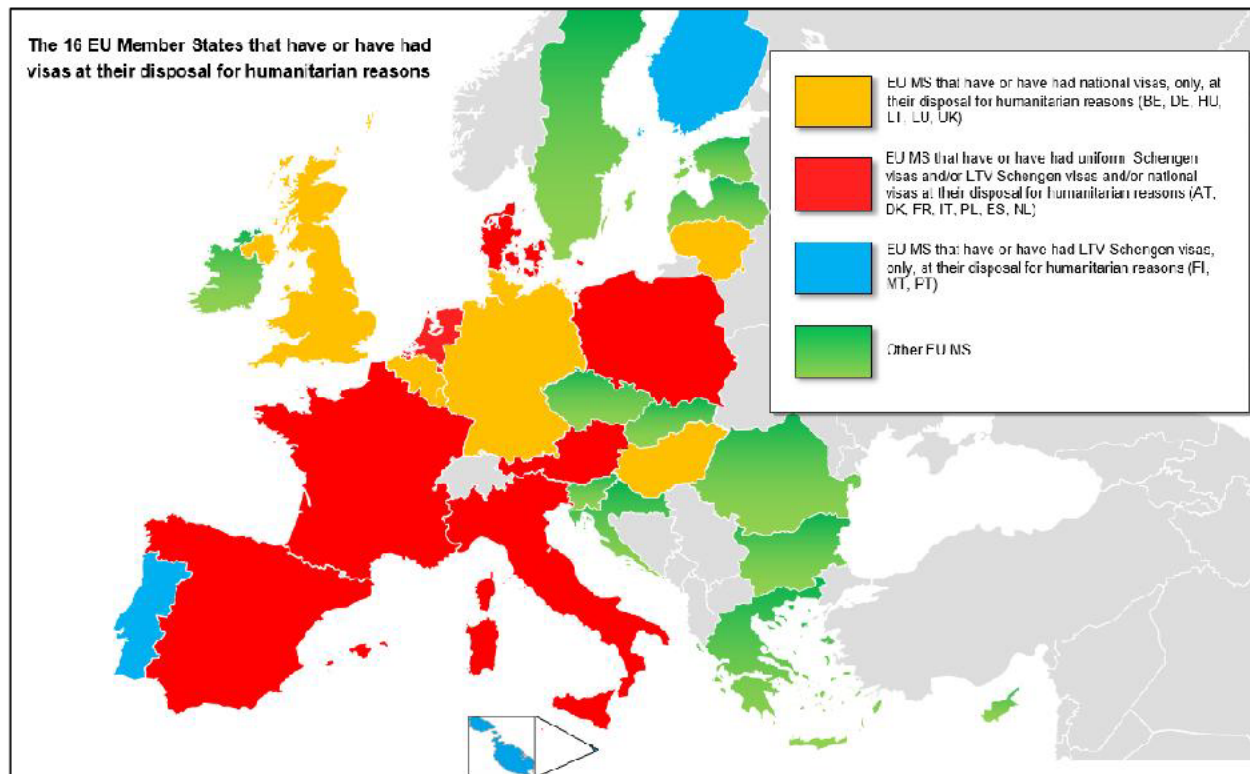 The 16 EU Member States that have or have had
visas at their disposal for humanitarian reasons
EU MS that have or have had national visas, only, at
their disposal for humanitarian reasons (BE, DE, HU,
LT, LU, UK)
EU MS that have or have had uniform Schengen
visas and/or LTV Schengen visas and/or national
visas at their disposal for humanitarian reasons (AT,
DK, FR, IT, PL, ES, NL)
EU MS that have or have had LTV Schengen visas,
only, at their disposal for humanitarian reasons (FI,
MT, PT)
Other EU MS